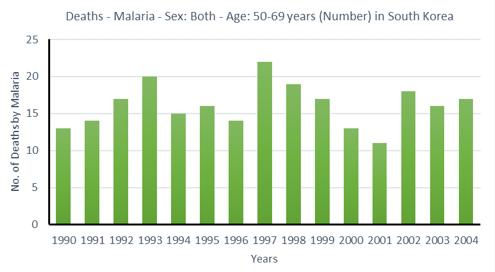 Deaths - Malaria - Sex: Both - Age: 50-69 years (Number) in South Korea
25
20
15
10
5
0
No. of Deaths by Malaria
1990 1991 1992 1993 1994 1995 1996 1997 1998 1999 2000 2001 2002 2003 2004
Years